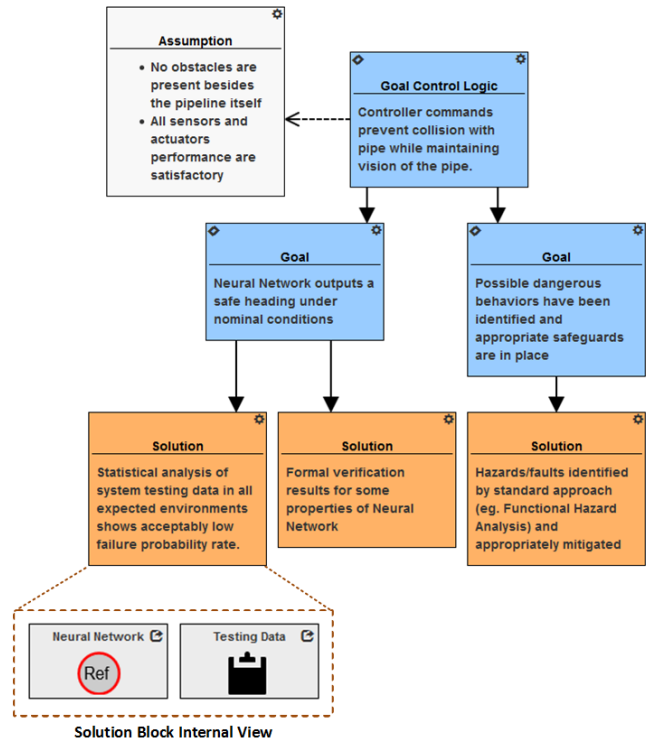 Assumption
• No obstacles are
present besides
the pipeline itself
• All sensors and
actuators
performance are
satisfactory
Goal Control Logic
Controller commands
prevent collision with
pipe while maintaining
vision of the pipe.
Goal
Neural Network outputs a
safe heading under
nominal conditions
Goal
Possible dangerous
behaviors have been
identified and
appropriate safeguards
are in place
Solution
Statistical analysis of
system testing data in all
expected environments
shows acceptably low
failure probability rate.
Solution
Formal verification
results for some
properties of Neural
Network
Solution
Hazards/faults identified
by standard approach
(eg. Functional Hazard
Analysis) and
appropriately mitigated
Neural Network
Ref
Testing Data
Solution Block Internal View